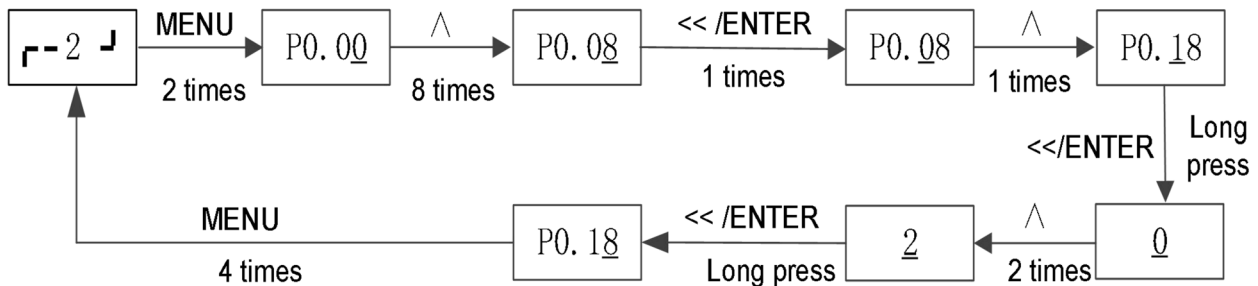 ┌--2 ┘
MENU
2 times
P0.00
∧
8 times
P0.08
<< /ENTER
1 times
P0.08
∧
1 times
P0.18
<</ENTER
Long
press
0
∧
2 times
2
<< /ENTER
Long press
P0.18
MENU
4 times